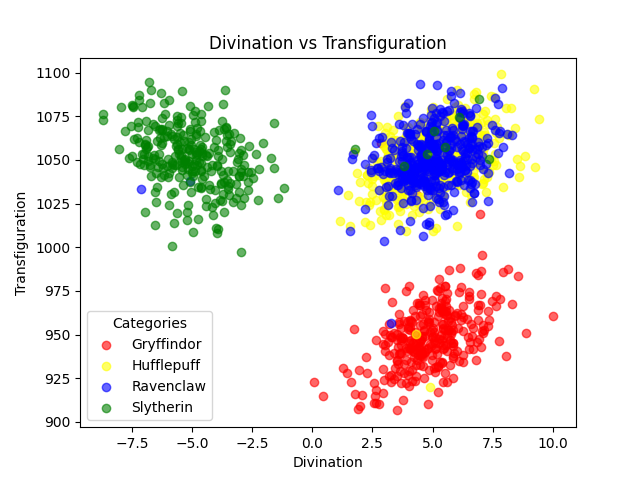 Divination vs Transfiguration
Transfiguration
1100
1075
1050
1025
1000
975
950
925
900
Categories
Gryffindor
Hufflepuff
Ravenclaw
Slytherin
−7.5 −5.0 −2.5 0.0 2.5 5.0 7.5 10.0
Divination